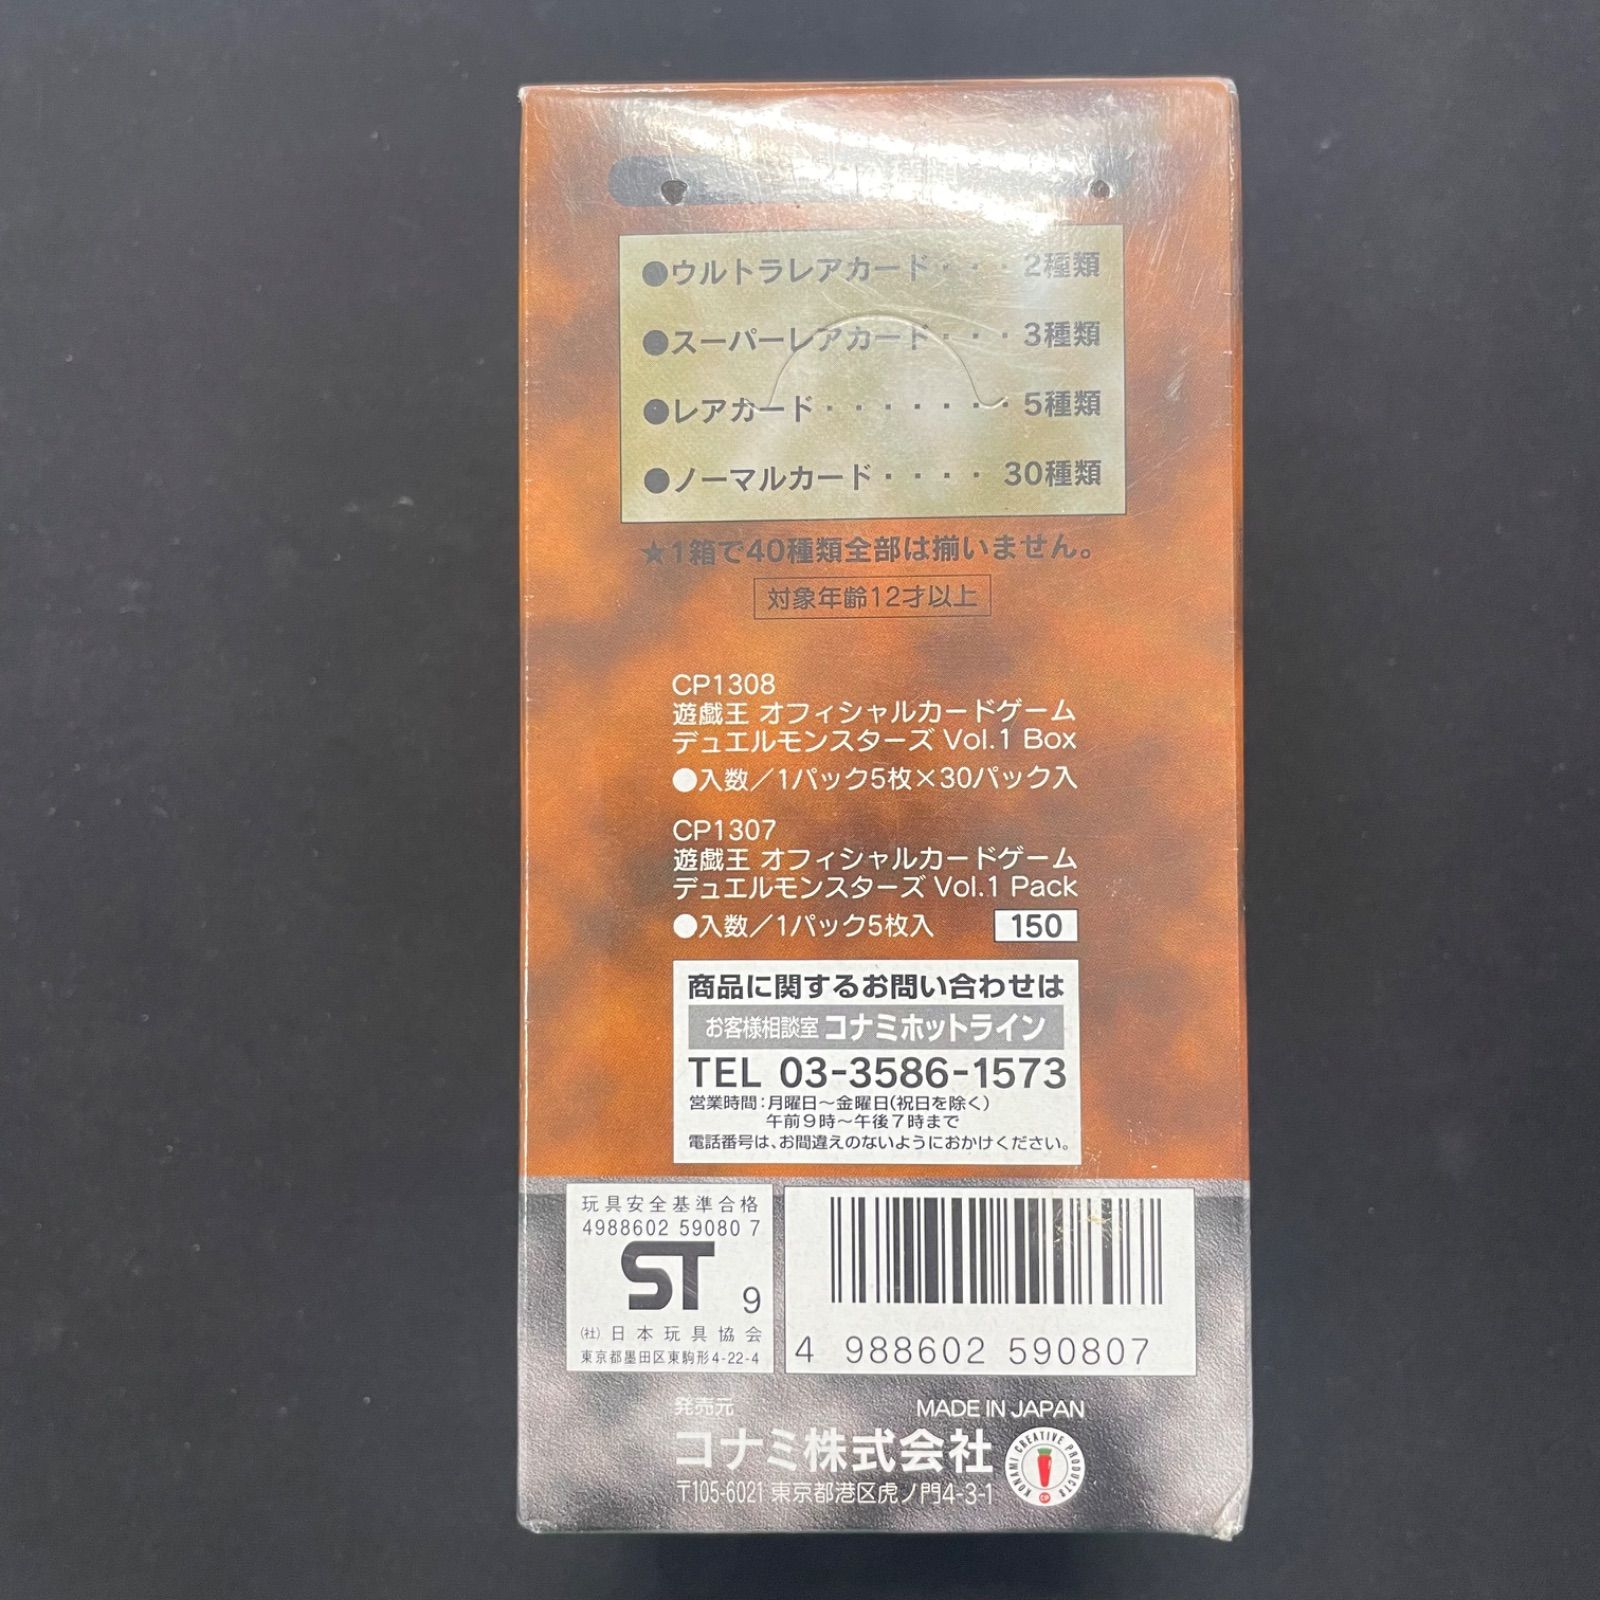 ●ウルトラレアカード・・・2種類
●スーパーレアカード・・・3種類
●レアカード・・・・・・・5種類
●ノーマルカード・・・・30種類
★1箱で40種類全部は揃いません。
対象年齢12才以上
CP1308
遊戯王 オフィシャルカードゲーム
デュエルモンスターズ Vol.1 Box
●入数／1パック5枚×30パック入
CP1307
遊戯王 オフィシャルカードゲーム
デュエルモンスターズ Vol.1 Pack
●入数／1パック5枚入 150
商品に関するお問い合わせは
お客様相談室 コナミホットライン
TEL 03-3586-1573
営業時間：月曜日～金曜日(祝日を除く)
午前9時～午後7時まで
電話番号は、お間違えのないようにおかけください。
玩具安全基準合格
4988602 59080 7
ST 9
(社)日本玩具協会
東京都墨田区東駒形4-22-4
4 988602 590807
発売元
MADE IN JAPAN
コナミ株式会社
〒105-6021 東京都港区虎ノ門4-3-1
KONAMI CREATIVE PRODUCTS
CP